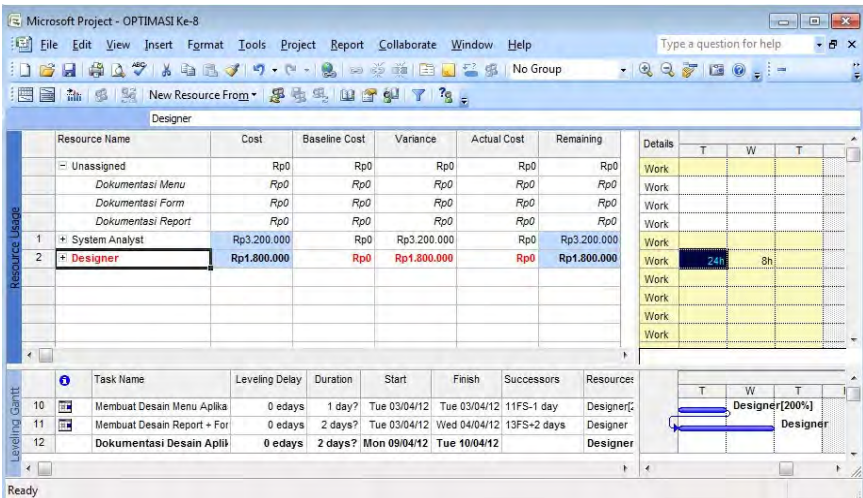 Microsoft Project - OPTIMASI Ke-8
File Edit View Insert Format Tools Project Report Collaborate Window Help Type a question for help
No Group
New Resource From
Designer
Resource Name Cost Baseline Cost Variance Actual Cost Remaining Details T W T
Unassigned Rp0 Rp0 Rp0 Rp0 Rp0 Work
Dokumentasi Menu Rp0 Rp0 Rp0 Rp0 Rp0 Work
Dokumentasi Form Rp0 Rp0 Rp0 Rp0 Rp0 Work
Dokumentasi Report Rp0 Rp0 Rp0 Rp0 Rp0 Work
1 System Analyst Rp3.200.000 Rp0 Rp3.200.000 Rp0 Rp3.200.000 Work
2 Designer Rp1.800.000 Rp0 Rp1.800.000 Rp0 Rp1.800.000 Work 24h 8h
Work
Work
Work
Work
Resource Usage
Task Name Leveling Delay Duration Start Finish Successors Resources T W T
10 Membuat Desain Menu Aplika 0 edays 1 day? Tue 03/04/12 Tue 03/04/12 11FS-1 day Designer[2 Designer[200%]
11 Membuat Desain Report + For 0 edays 2 days? Tue 03/04/12 Wed 04/04/12 13FS+2 days Designer Designer
12 Dokumentasi Desain Aplik 0 edays 2 days? Mon 09/04/12 Tue 10/04/12 Designer
Leveling Gantt
Ready